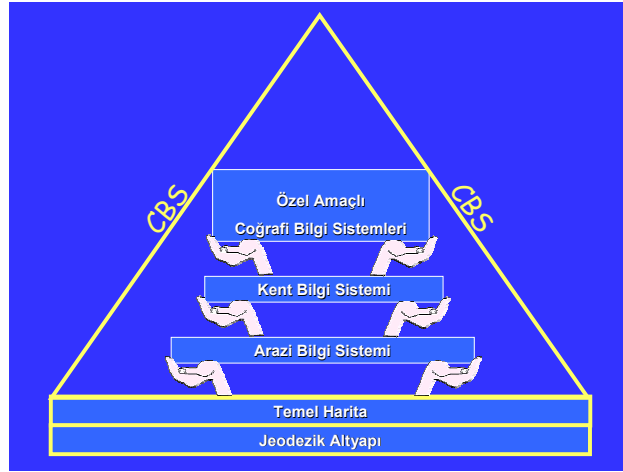 CBS
CBS
Özel Amaçlı
Coğrafi Bilgi Sistemleri
Kent Bilgi Sistemi
Arazi Bilgi Sistemi
Temel Harita
Jeodezik Altyapı